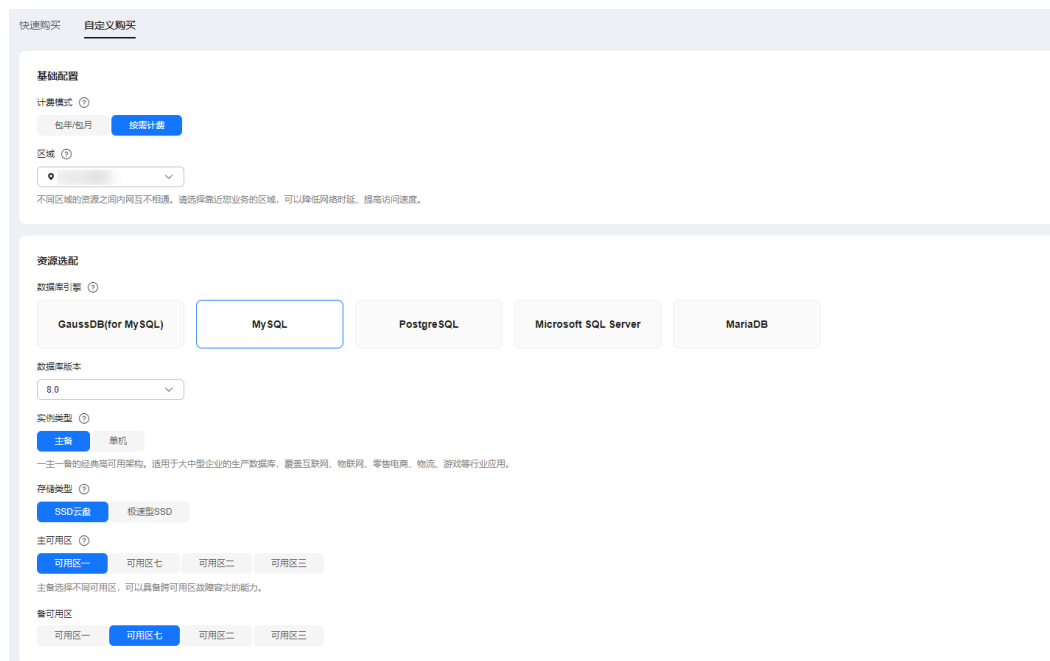 快速购买 自定义购买
基础配置
计费模式 ?
包年/包月 按需计费
区域 ?
不同区域的资源之间内网互不相通。请选择靠近您业务的区域，可以降低网络时延、提高访问速度。
资源选配
数据库引擎 ?
GaussDB(for MySQL) MySQL PostgreSQL Microsoft SQL Server MariaDB
数据库版本
8.0
实例类型 ?
主备 单机
一主一备的经典高可用架构。适用于大中型企业的生产数据库，覆盖互联网、物联网、零售电商、物流、游戏等行业应用。
存储类型 ?
SSD云盘 极速型SSD
主可用区 ?
可用区一 可用区七 可用区二 可用区三
主备选择不同可用区，可以具备跨可用区故障容灾的能力。
备可用区
可用区一 可用区七 可用区二 可用区三